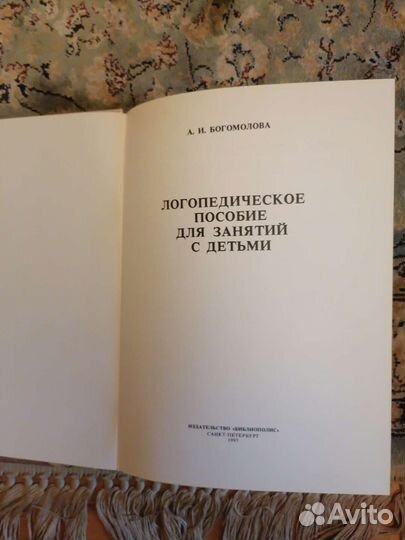 А. И. БОГОМОЛОВА
ЛОГОПЕДИЧЕСКОЕ
ПОСОБИЕ
ДЛЯ ЗАНЯТИЙ
С ДЕТЬМИ
ИЗДАТЕЛЬСТВО «БИБЛИОПОЛИС»
САНКТ-ПЕТЕРБУРГ
Avito